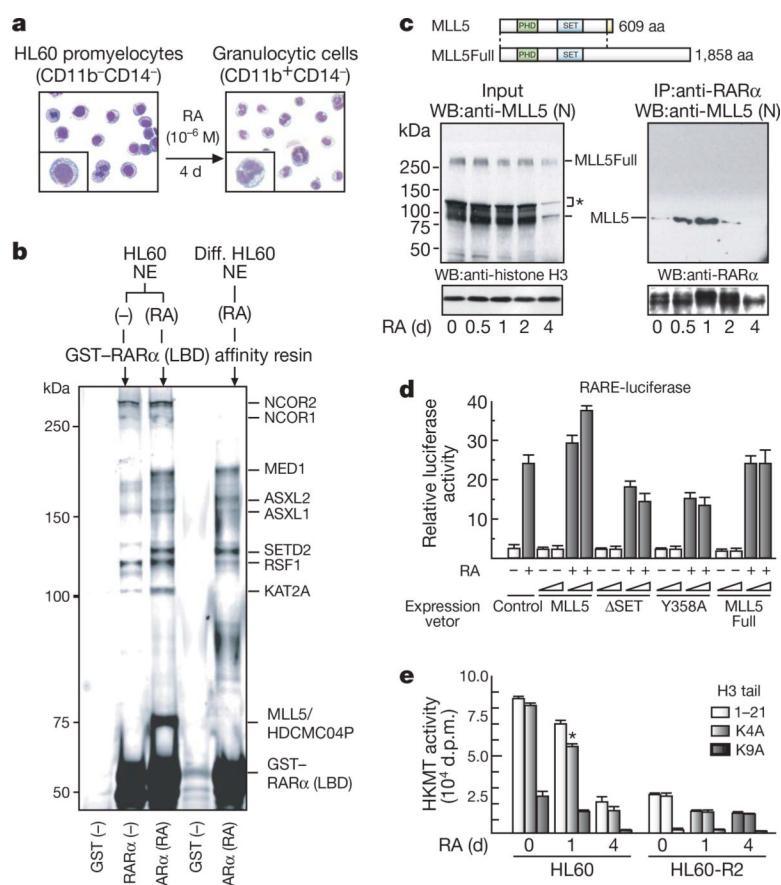 a
HL60 promyelocytes
(CD11b⁻CD14⁻)
Granulocytic cells
(CD11b⁺CD14⁻)
RA
(10⁻⁶ M)
4 d
b
HL60
NE
Diff. HL60
NE
(–) (RA) (RA)
GST–RARα (LBD) affinity resin
kDa
250
150
100
75
50
NCOR2
NCOR1
MED1
ASXL2
ASXL1
SETD2
RSF1
KAT2A
MLL5/
HDCMC04P
GST–
RARα (LBD)
GST (–)
RARα (–)
ARα (RA)
GST (–)
ARα (RA)
c
MLL5 PHD SET 609 aa
MLL5Full PHD SET 1,858 aa
Input
WB:anti-MLL5 (N)
kDa
250
150
100
75
50
MLL5Full
*
MLL5
WB:anti-histone H3
RA (d) 0 0.5 1 2 4
IP:anti-RARα
WB:anti-MLL5 (N)
WB:anti-RARα
0 0.5 1 2 4
d
RARE-luciferase
Relative luciferase
activity
40
30
20
10
RA – + – – + + – – + + – – + + – – + +
Expression
vetor
Control MLL5 ΔSET Y358A MLL5
Full
e
HKMT activity
(10⁴ d.p.m.)
10.0
7.5
5.0
2.5
*
H3 tail
1–21
K4A
K9A
RA (d) 0 1 4 0 1 4
HL60 HL60-R2